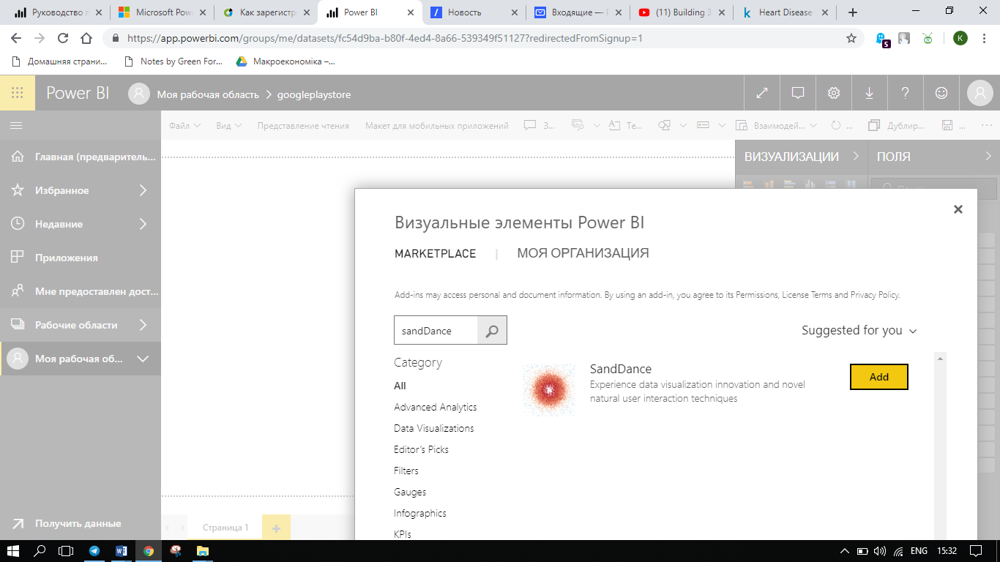 Руководство п
Microsoft Pow
Как зарегистр
Power BI
Новость
Входящие — F
(11) Building 3
Heart Disease
https://app.powerbi.com/groups/me/datasets/fc54d9ba-b80f-4ed4-8a66-539349f51127?redirectedFromSignup=1
5
K
Домашняя страни...
Notes by Green For...
Макроекономіка –...
Power BI
Моя рабочая область > googleplaystore
Файл
Вид
Представление чтения
Макет для мобильных приложений
З...
Те...
Взаимодей...
...
Дублир...
...
Главная (предваритель...
Избранное
Недавние
Приложения
Мне предоставлен дост...
Рабочие области
Моя рабочая об...
Получить данные
ВИЗУАЛИЗАЦИИ
ПОЛЯ
Поиск
Визуальные элементы Power BI
MARKETPLACE | МОЯ ОРГАНИЗАЦИЯ
Add-ins may access personal and document information. By using an add-in, you agree to its Permissions, License Terms and Privacy Policy.
sandDance
Suggested for you
Category
All
Advanced Analytics
Data Visualizations
Editor's Picks
Filters
Gauges
Infographics
KPIs
SandDance
Experience data visualization innovation and novel
natural user interaction techniques
Add
Страница 1
ENG
15:32